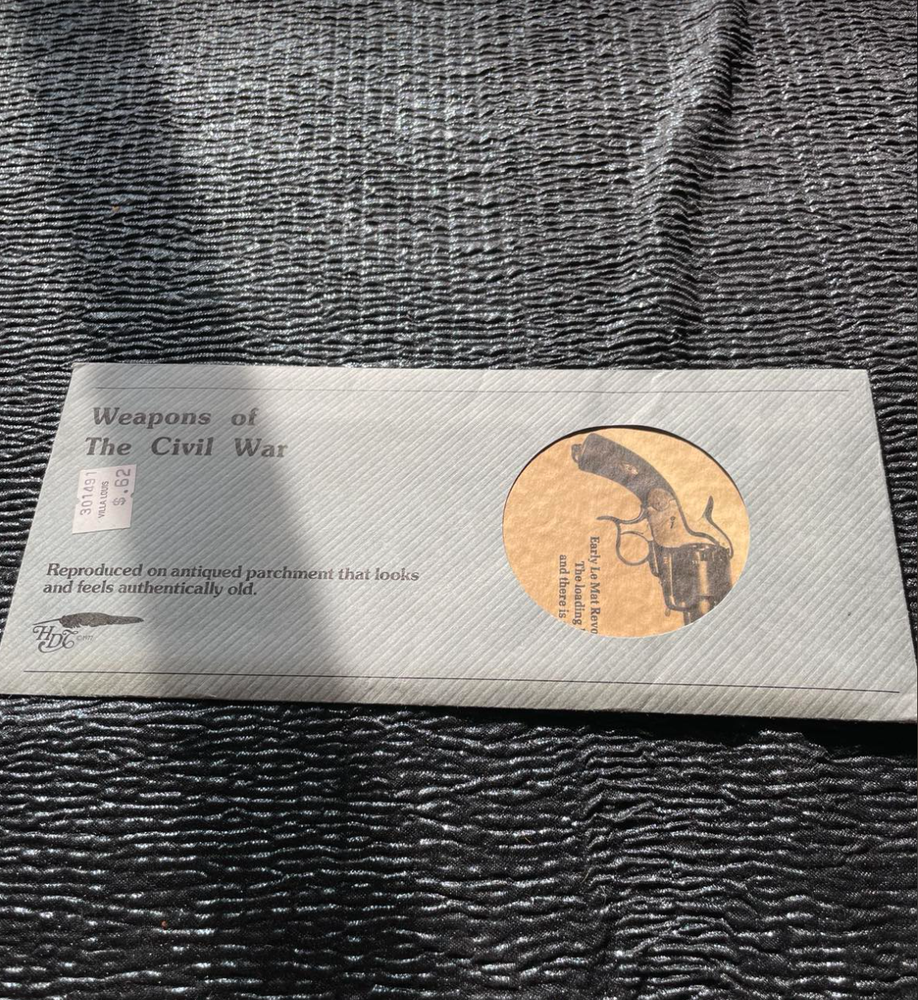 Weapons of
The Civil War
301491
VILLA LOUIS
$.62
Reproduced on antiqued parchment that looks
and feels authentically old.
HDT
Early Le Mat Revo
The loading
and there is